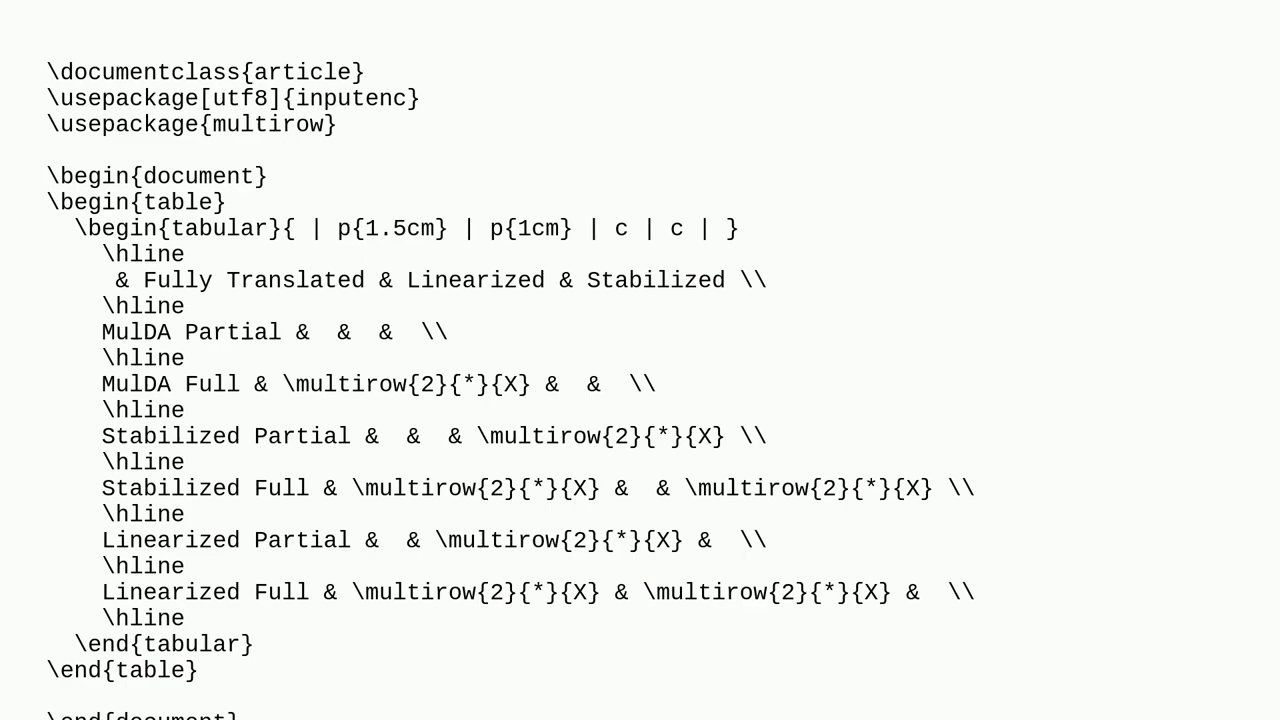 \documentclass{article}
\usepackage[utf8]{inputenc}
\usepackage{multirow}
\begin{document}
\begin{table}
  \begin{tabular}{ | p{1.5cm} | p{1cm} | c | c | }
    \hline
     & Fully Translated & Linearized & Stabilized \\
    \hline
    MulDA Partial &  &  &  \\
    \hline
    MulDA Full & \multirow{2}{*}{X} &  &  \\
    \hline
    Stabilized Partial &  &  & \multirow{2}{*}{X} \\
    \hline
    Stabilized Full & \multirow{2}{*}{X} &  & \multirow{2}{*}{X} \\
    \hline
    Linearized Partial &  & \multirow{2}{*}{X} &  \\
    \hline
    Linearized Full & \multirow{2}{*}{X} & \multirow{2}{*}{X} &  \\
    \hline
  \end{tabular}
\end{table}
\end{document}